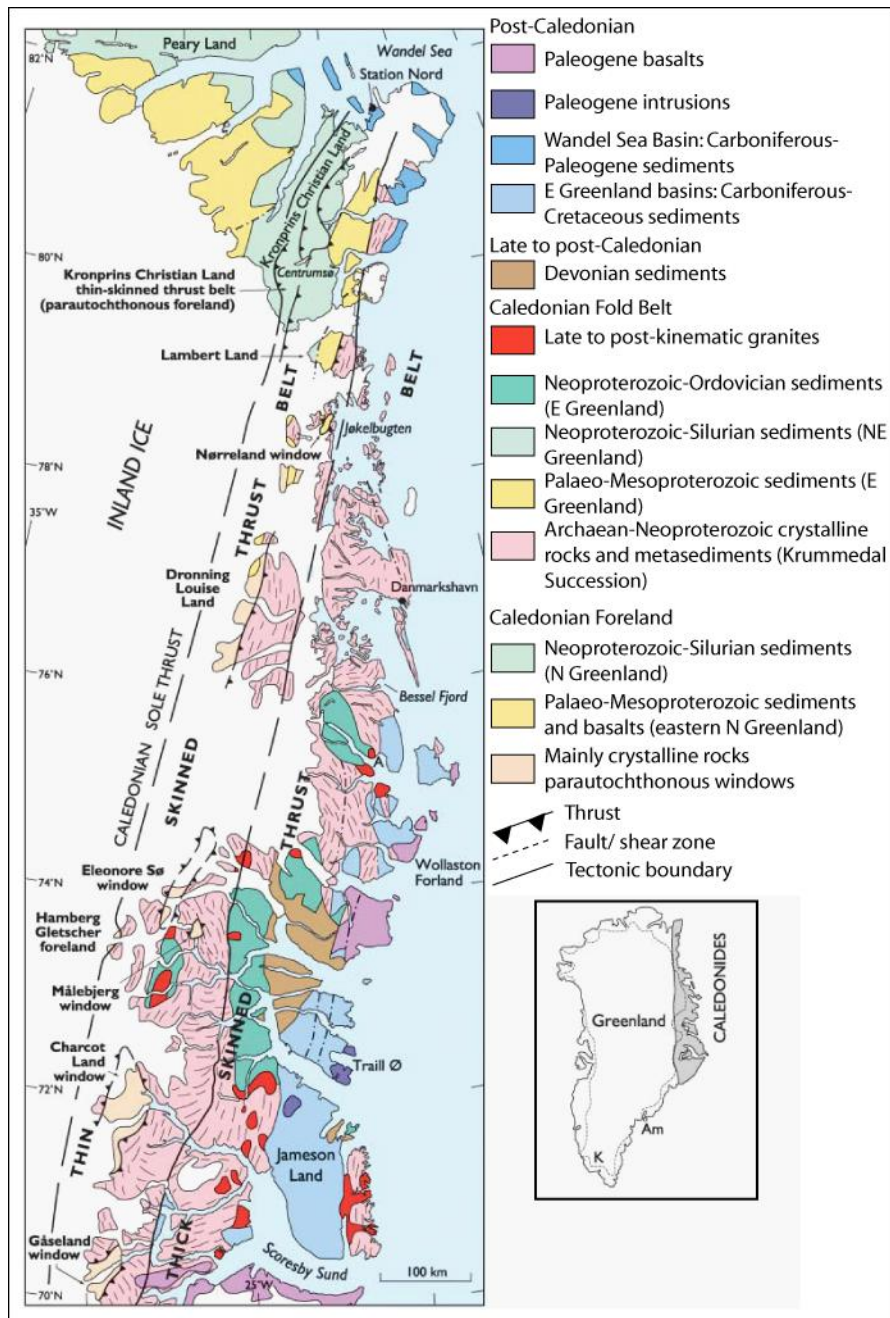 Peary Land
Wandel Sea
82°N
Station Nord
Kronprins Christian Land
80°N
Centrumsø
Kronprins Christian Land
thin-skinned thrust belt
(parautochthonous foreland)
Lambert Land
BELT
BELT
Jøkelbugten
Nørreland window
INLAND ICE
78°N
35°W
THRUST
Dronning
Louise
Land
Danmarkshavn
76°N
Bessel Fjord
CALEDONIAN SOLE THRUST
A
SKINNED
THRUST
Wollaston
Forland
Eleonore Sø
window
74°N
Hamberg
Gletscher
foreland
Målebjerg
window
SKINNED
Charcot
Land
window
Traill Ø
72°N
THIN
Jameson
Land
THICK
Gåseland
window
Scoresby Sund
100 km
70°N
25°W
Post-Caledonian
Paleogene basalts
Paleogene intrusions
Wandel Sea Basin: Carboniferous-
Paleogene sediments
E Greenland basins: Carboniferous-
Cretaceous sediments
Late to post-Caledonian
Devonian sediments
Caledonian Fold Belt
Late to post-kinematic granites
Neoproterozoic-Ordovician sediments
(E Greenland)
Neoproterozoic-Silurian sediments (NE
Greenland)
Palaeo-Mesoproterozoic sediments (E
Greenland)
Archaean-Neoproterozoic crystalline
rocks and metasediments (Krummedal
Succession)
Caledonian Foreland
Neoproterozoic-Silurian sediments
(N Greenland)
Palaeo-Mesoproterozoic sediments
and basalts (eastern N Greenland)
Mainly crystalline rocks
parautochthonous windows
Thrust
Fault/ shear zone
Tectonic boundary
Greenland
CALEDONIDES
Am
K